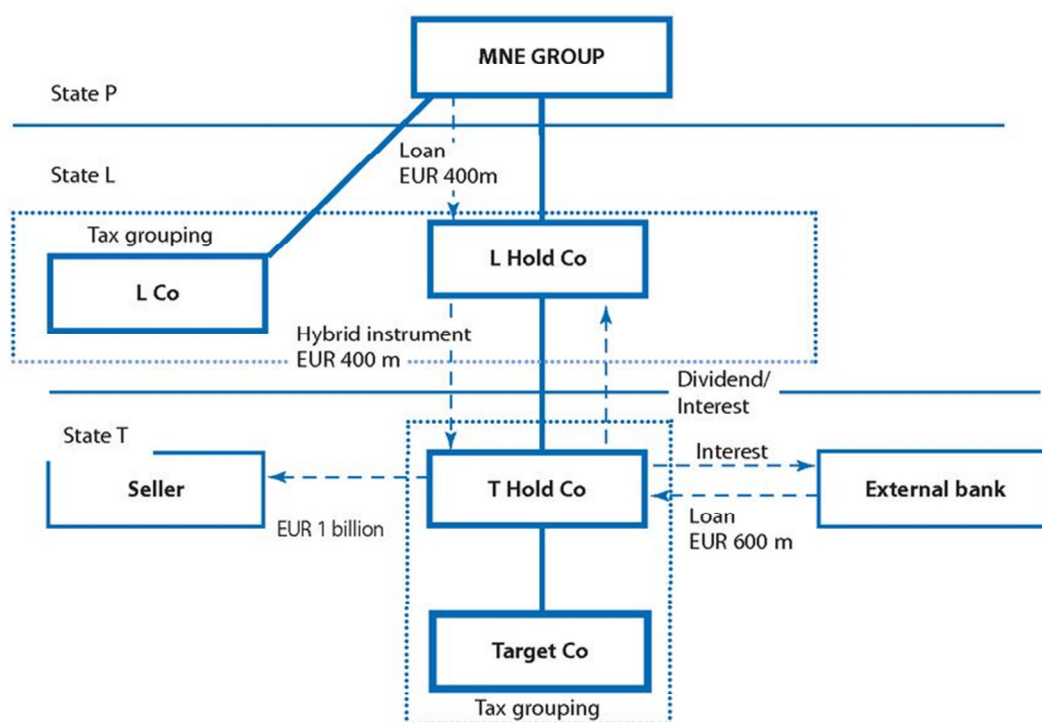 MNE GROUP
State P
Loan
EUR 400m
State L
Tax grouping
L Hold Co
L Co
Hybrid instrument
EUR 400 m
Dividend/
Interest
State T
Interest
Seller
T Hold Co
External bank
EUR 1 billion
Loan
EUR 600 m
Target Co
Tax grouping